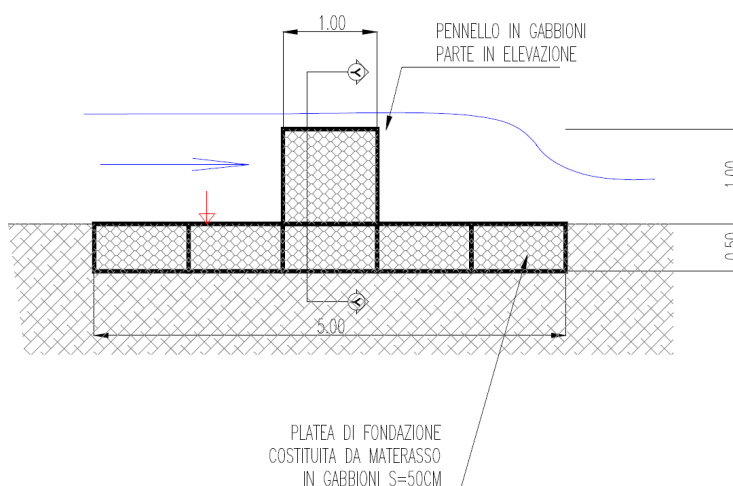 1.00
PENNELLO IN GABBIONI
PARTE IN ELEVAZIONE
Y
1.00
0.50
Y
5.00
PLATEA DI FONDAZIONE
COSTITUITA DA MATERASSO
IN GABBIONI S=50CM